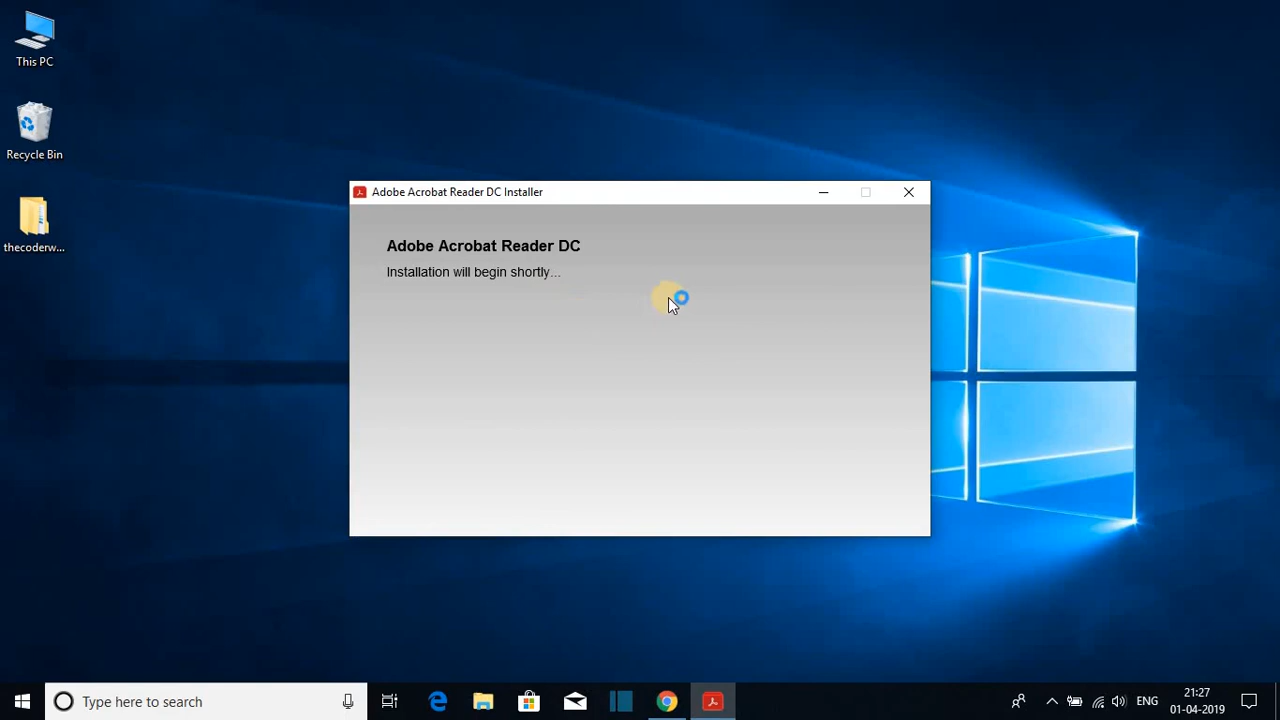 This PC
Recycle Bin
thecoderw...
Adobe Acrobat Reader DC Installer
Adobe Acrobat Reader DC
Installation will begin shortly...
Type here to search
ENG
21:27
01-04-2019